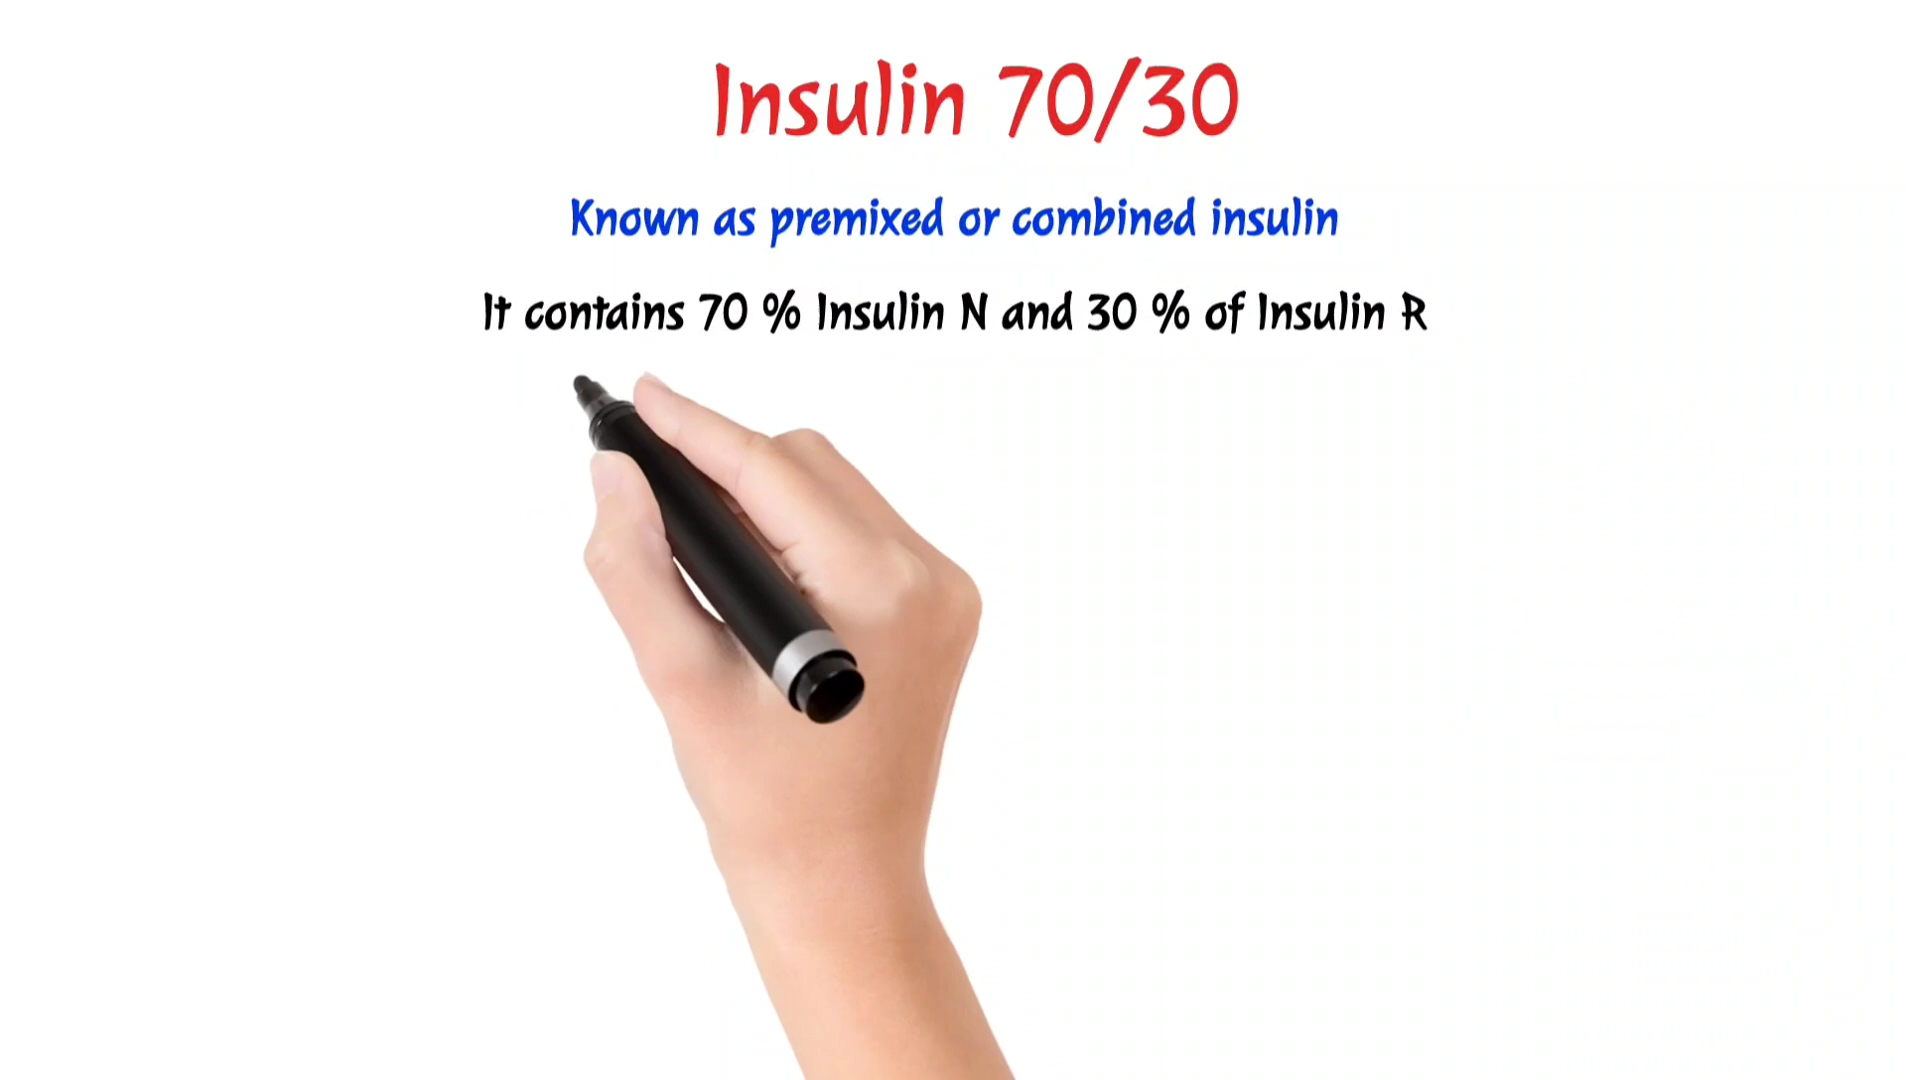 Insulin 70/30
Known as premixed or combined insulin
It contains 70 % Insulin N and 30 % of Insulin R